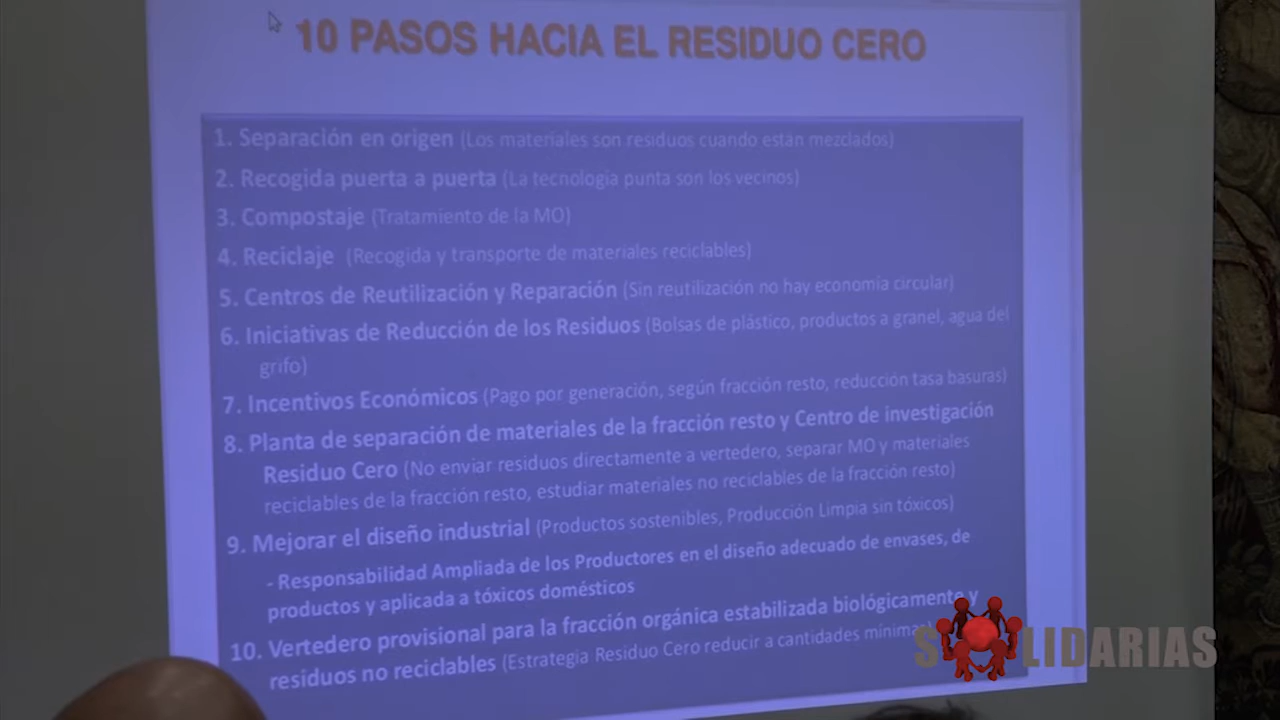 10 PASOS HACIA EL RESIDUO CERO
1. Separación en origen (Los materiales son residuos cuando están mezclados)
2. Recogida puerta a puerta (La tecnología punta son los vecinos)
3. Compostaje (Tratamiento de la MO)
4. Reciclaje (Recogida y transporte de materiales reciclables)
5. Centros de Reutilización y Reparación (Sin reutilización no hay economía circular)
6. Iniciativas de Reducción de los Residuos (Bolsas de plástico, productos a granel, agua del
grifo)
7. Incentivos Económicos (Pago por generación, según fracción resto, reducción tasa basuras)
8. Planta de separación de materiales de la fracción resto y Centro de investigación
Residuo Cero (No enviar residuos directamente a vertedero, separar MO y materiales
reciclables de la fracción resto, estudiar materiales no reciclables de la fracción resto)
9. Mejorar el diseño industrial (Productos sostenibles, Producción Limpia sin tóxicos)
- Responsabilidad Ampliada de los Productores en el diseño adecuado de envases, de
productos y aplicada a tóxicos domésticos
10. Vertedero provisional para la fracción orgánica estabilizada biológicamente y
residuos no reciclables (Estrategia Residuo Cero reducir a cantidades mínimas)
SOLIDARIAS